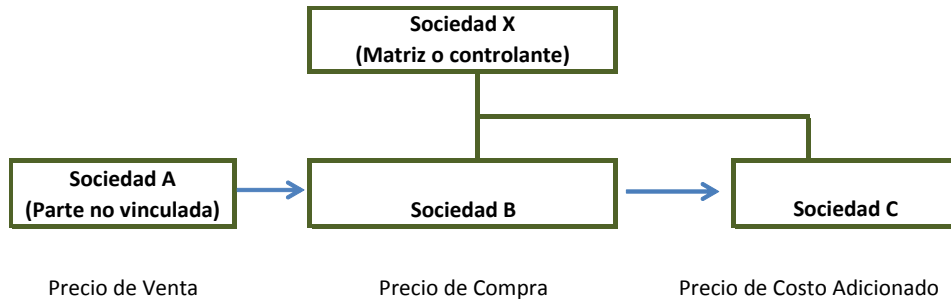 Sociedad X
(Matriz o controlante)
Sociedad A
(Parte no vinculada)
Sociedad B
Sociedad C
Precio de Venta
Precio de Compra
Precio de Costo Adicionado